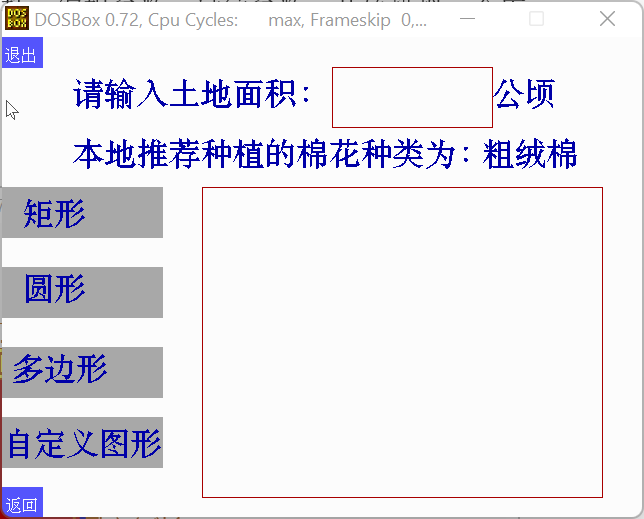 DOSBox 0.72, Cpu Cycles: max, Frameskip 0,...
退出
请输入土地面积： 公顷
本地推荐种植的棉花种类为：粗绒棉
矩形
圆形
多边形
自定义图形
返回